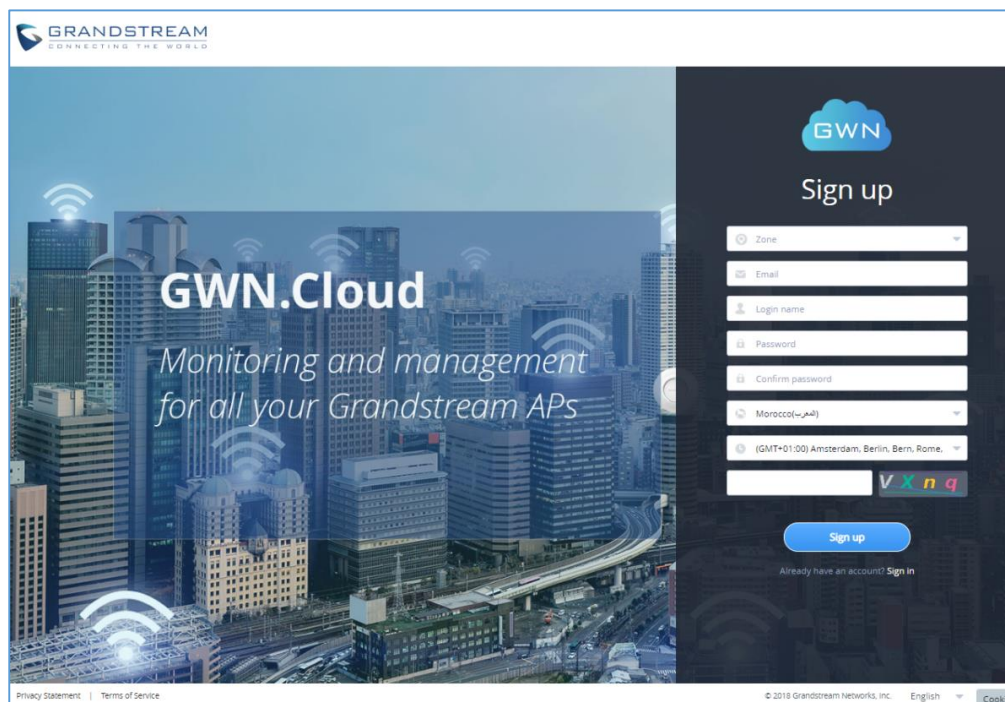 GRANDSTREAM
CONNECTING THE WORLD
GWN
Sign up
Zone
Email
Login name
Password
Confirm password
Morocco(المغرب)
(GMT+01:00) Amsterdam, Berlin, Bern, Rome,
V X n q
Sign up
Already have an account? Sign in
GWN.Cloud
Monitoring and management
for all your Grandstream APs
Privacy Statement | Terms of Service
© 2018 Grandstream Networks, Inc.
English
Cook